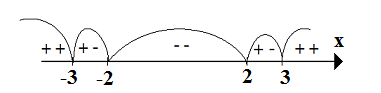 x
+ + + - - - + - + +
-3 -2 2 3